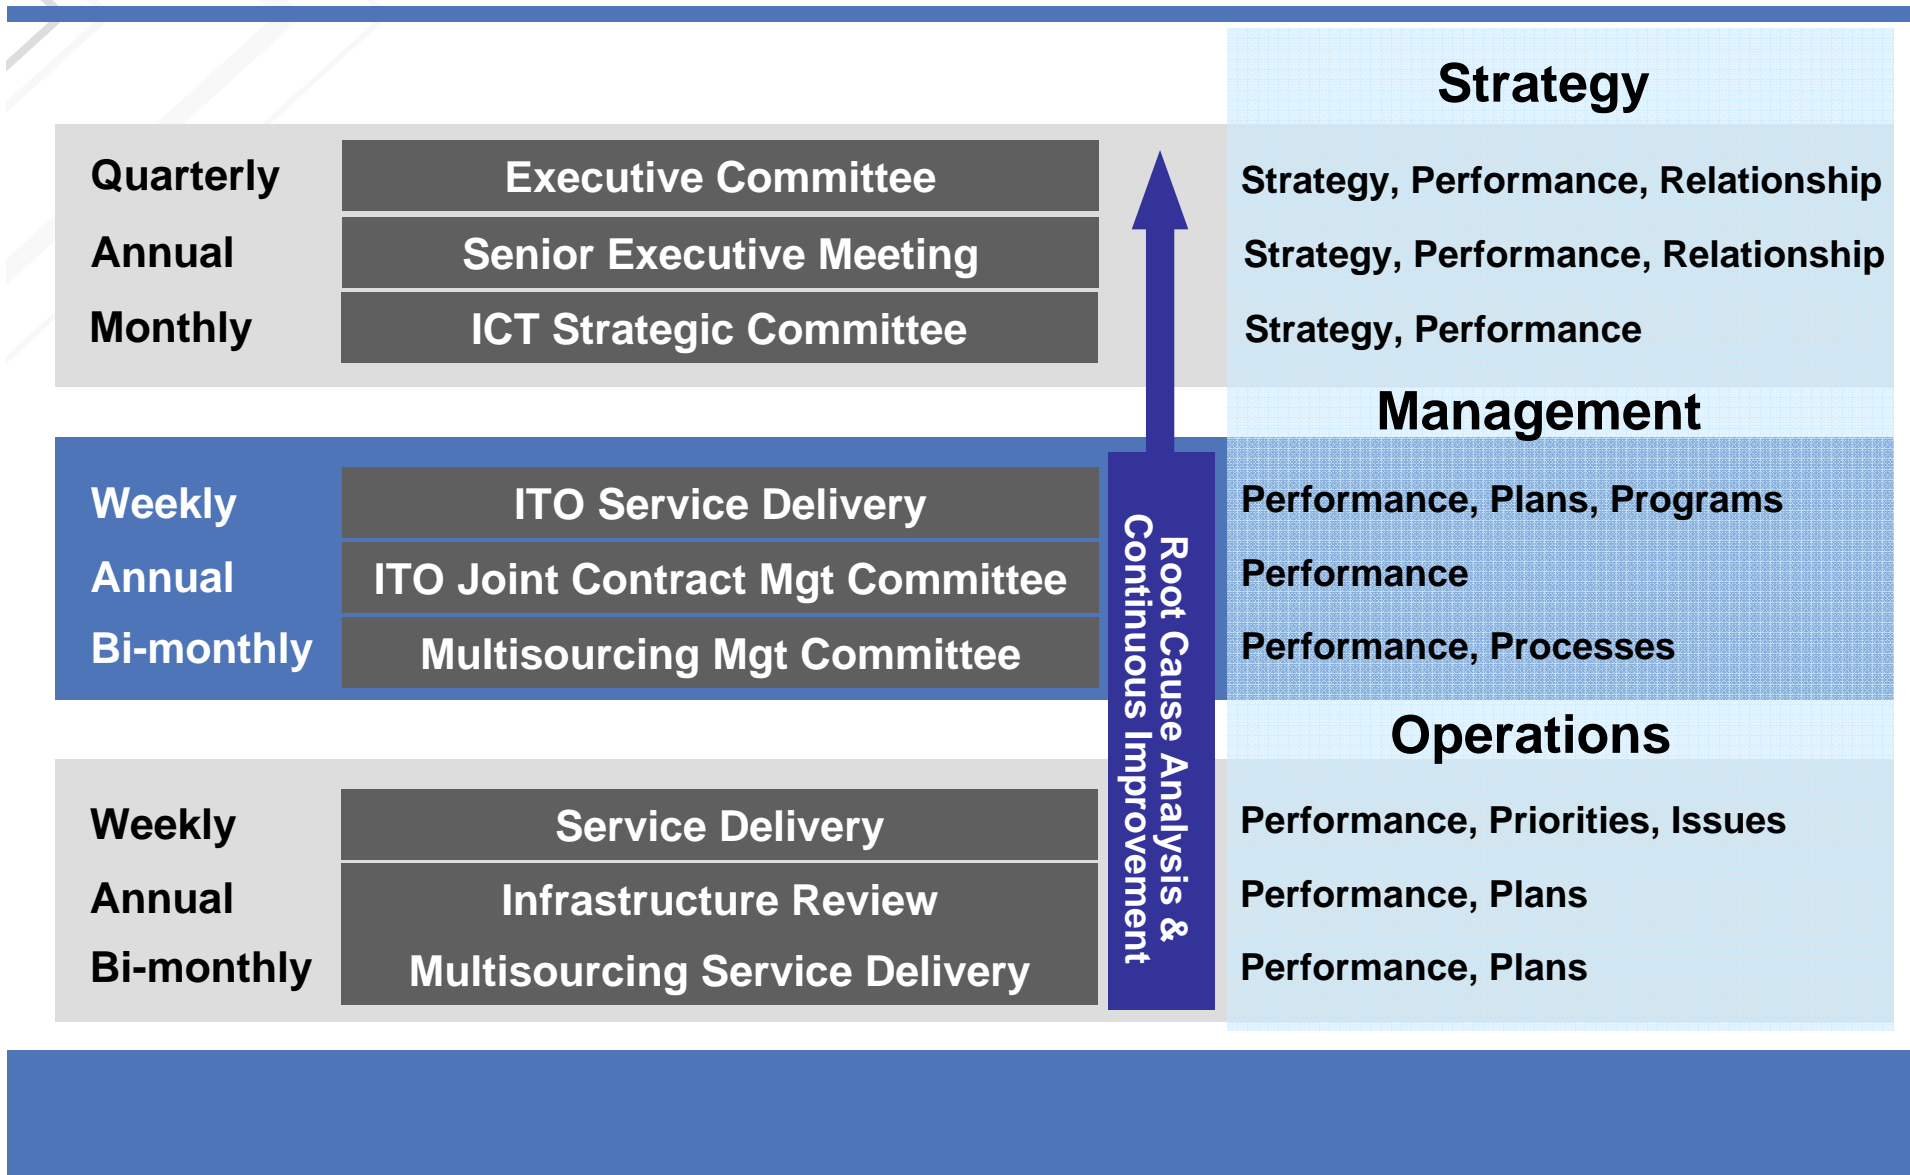 Strategy
Quarterly
Executive Committee
Strategy, Performance, Relationship
Annual
Senior Executive Meeting
Strategy, Performance, Relationship
Monthly
ICT Strategic Committee
Strategy, Performance
Management
Weekly
ITO Service Delivery
Performance, Plans, Programs
Annual
ITO Joint Contract Mgt Committee
Performance
Bi-monthly
Multisourcing Mgt Committee
Performance, Processes
Root Cause Analysis &
Continuous Improvement
Operations
Weekly
Service Delivery
Performance, Priorities, Issues
Annual
Infrastructure Review
Performance, Plans
Bi-monthly
Multisourcing Service Delivery
Performance, Plans